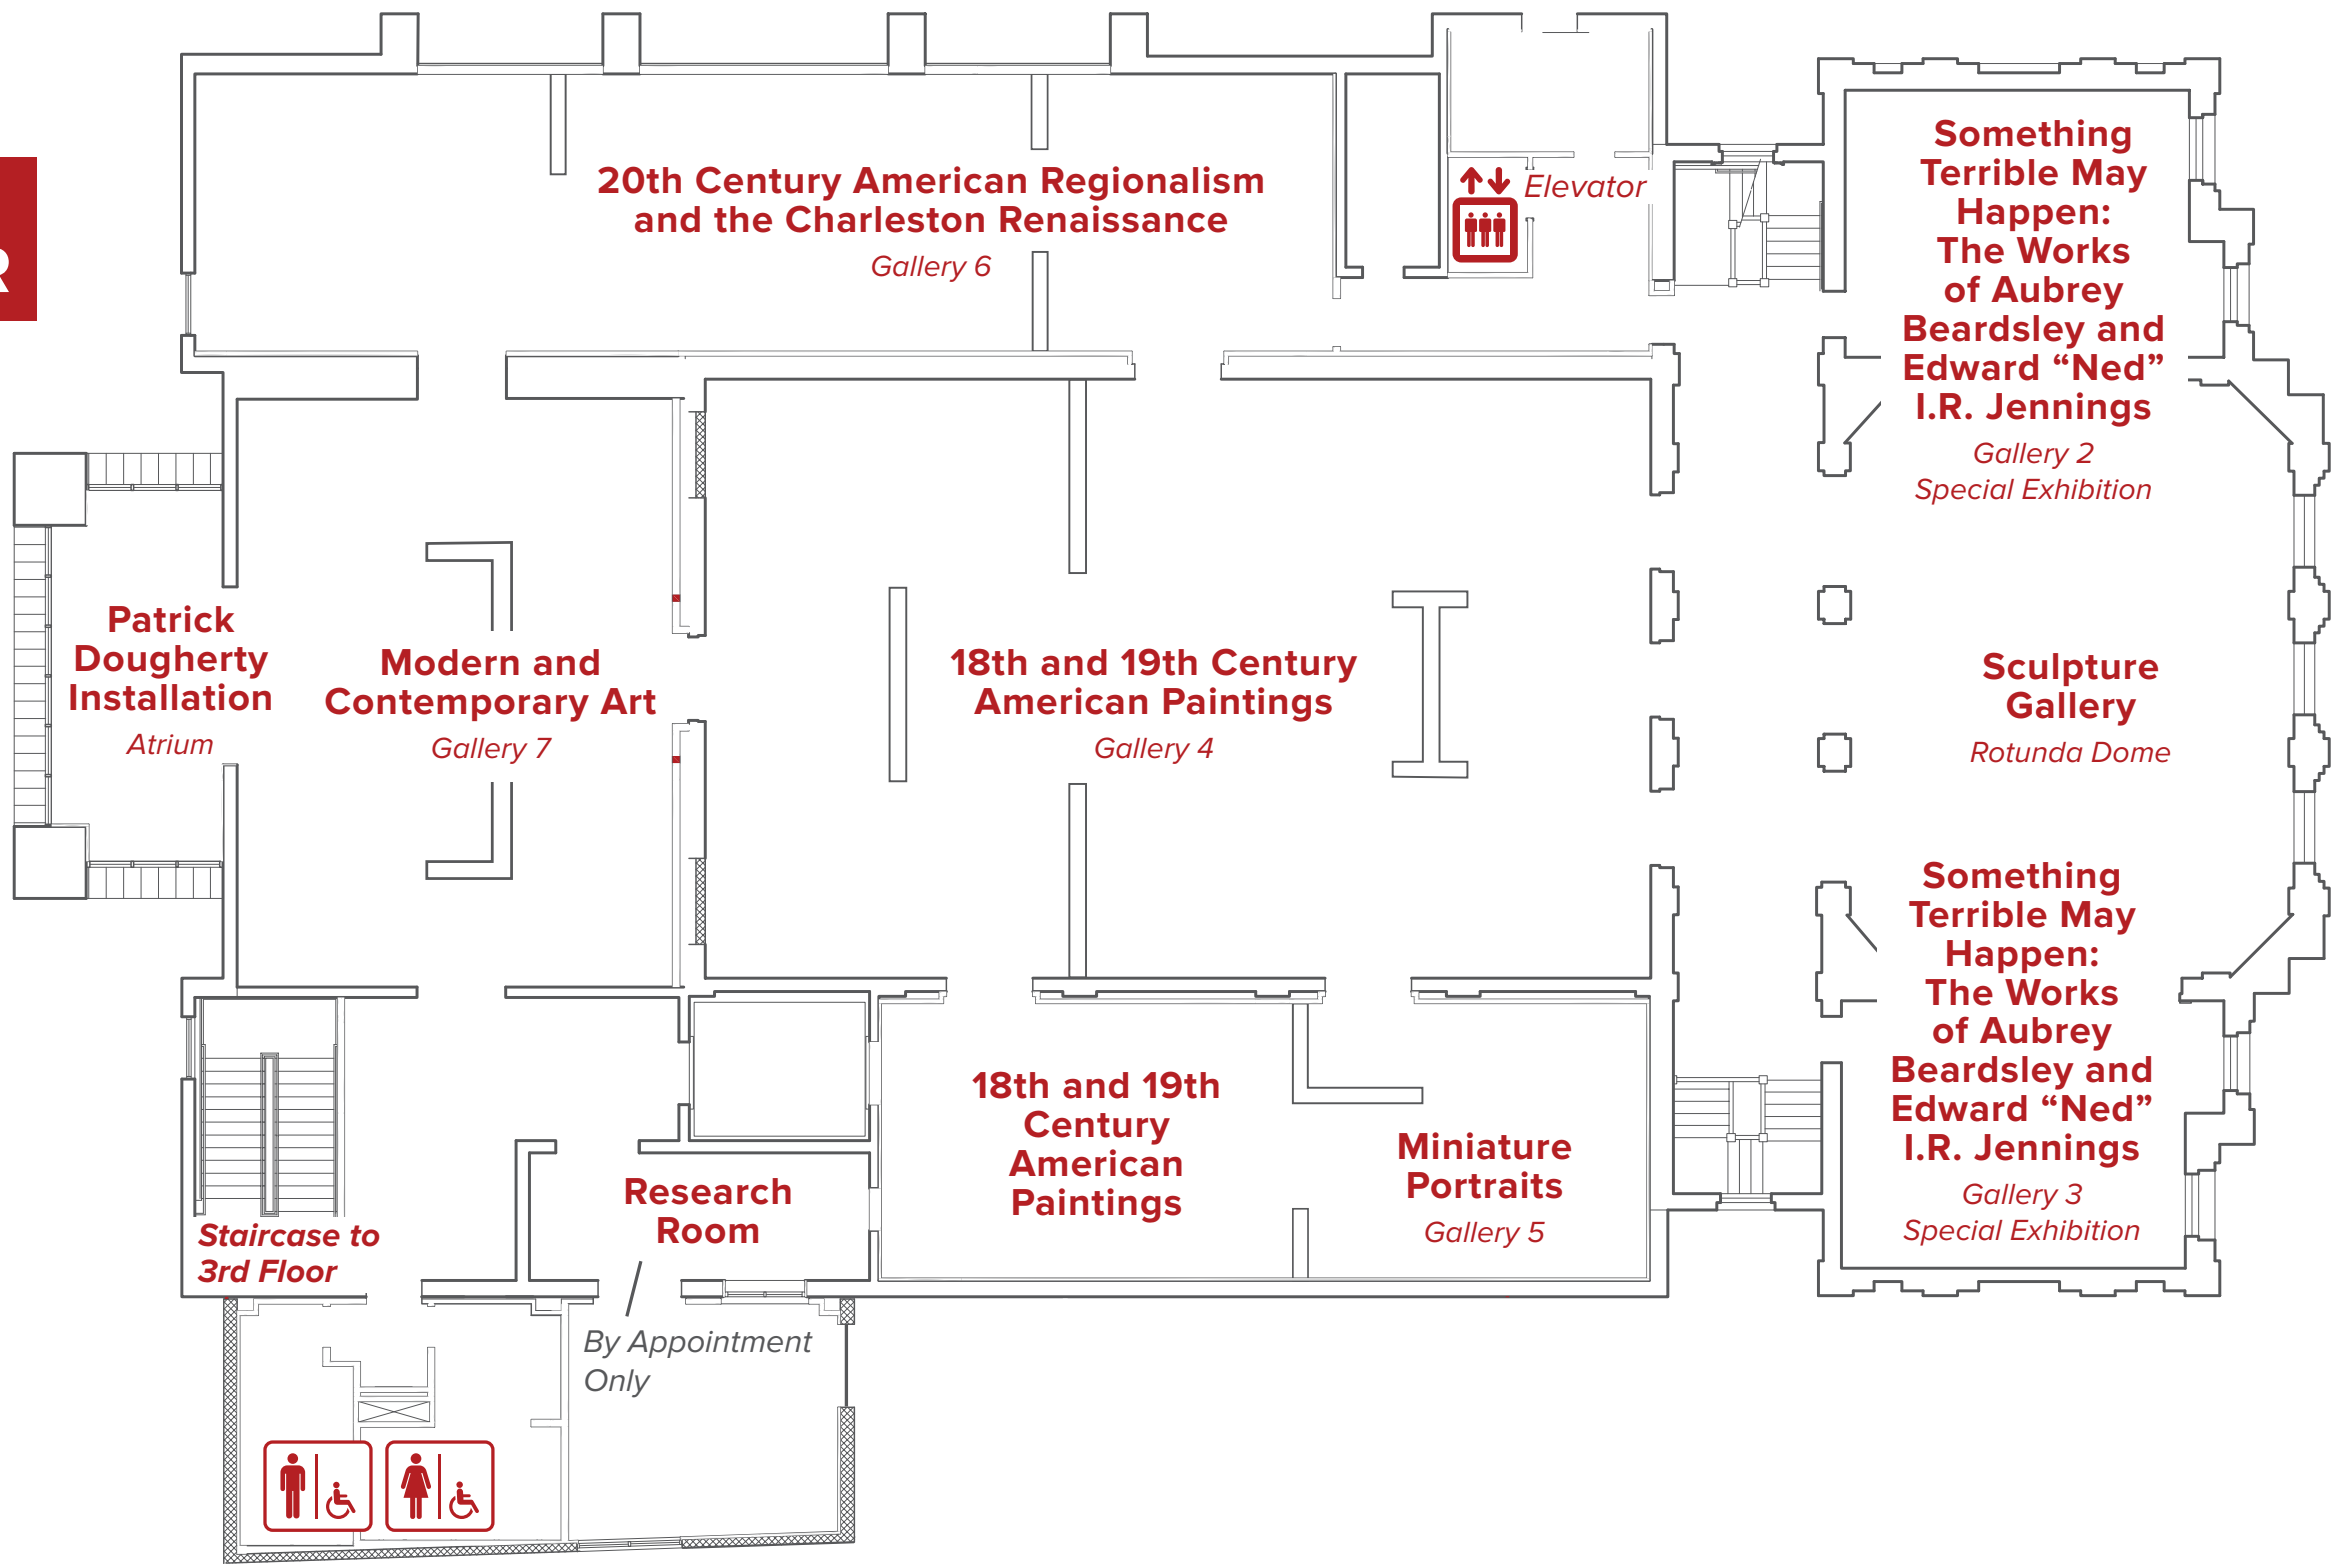 R
20th Century American Regionalism
and the Charleston Renaissance
Gallery 6
Elevator
Something
Terrible May
Happen:
The Works
of Aubrey
Beardsley and
Edward “Ned”
I.R. Jennings
Gallery 2
Special Exhibition
Patrick
Dougherty
Installation
Atrium
Modern and
Contemporary Art
Gallery 7
18th and 19th Century
American Paintings
Gallery 4
Sculpture
Gallery
Rotunda Dome
Something
Terrible May
Happen:
The Works
of Aubrey
Beardsley and
Edward “Ned”
I.R. Jennings
Gallery 3
Special Exhibition
18th and 19th
Century
American
Paintings
Miniature
Portraits
Gallery 5
Research
Room
Staircase to
3rd Floor
By Appointment
Only